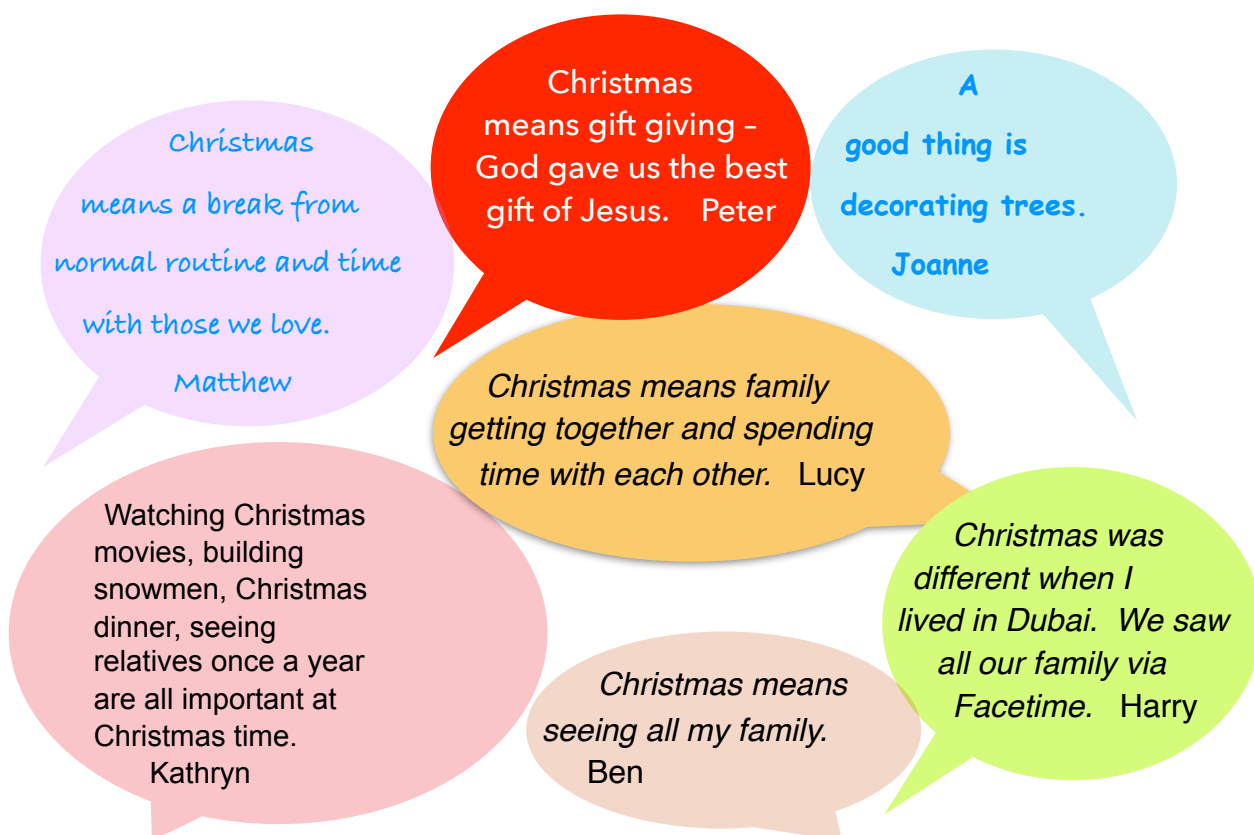 Christmas
means a break from
normal routine and time
with those we love.
Matthew
Christmas
means gift giving –
God gave us the best
gift of Jesus. Peter
A
good thing is
decorating trees.
Joanne
Christmas means family
getting together and spending
time with each other. Lucy
Watching Christmas
movies, building
snowmen, Christmas
dinner, seeing
relatives once a year
are all important at
Christmas time.
Kathryn
Christmas means
seeing all my family.
Ben
Christmas was
different when I
lived in Dubai. We saw
all our family via
Facetime. Harry